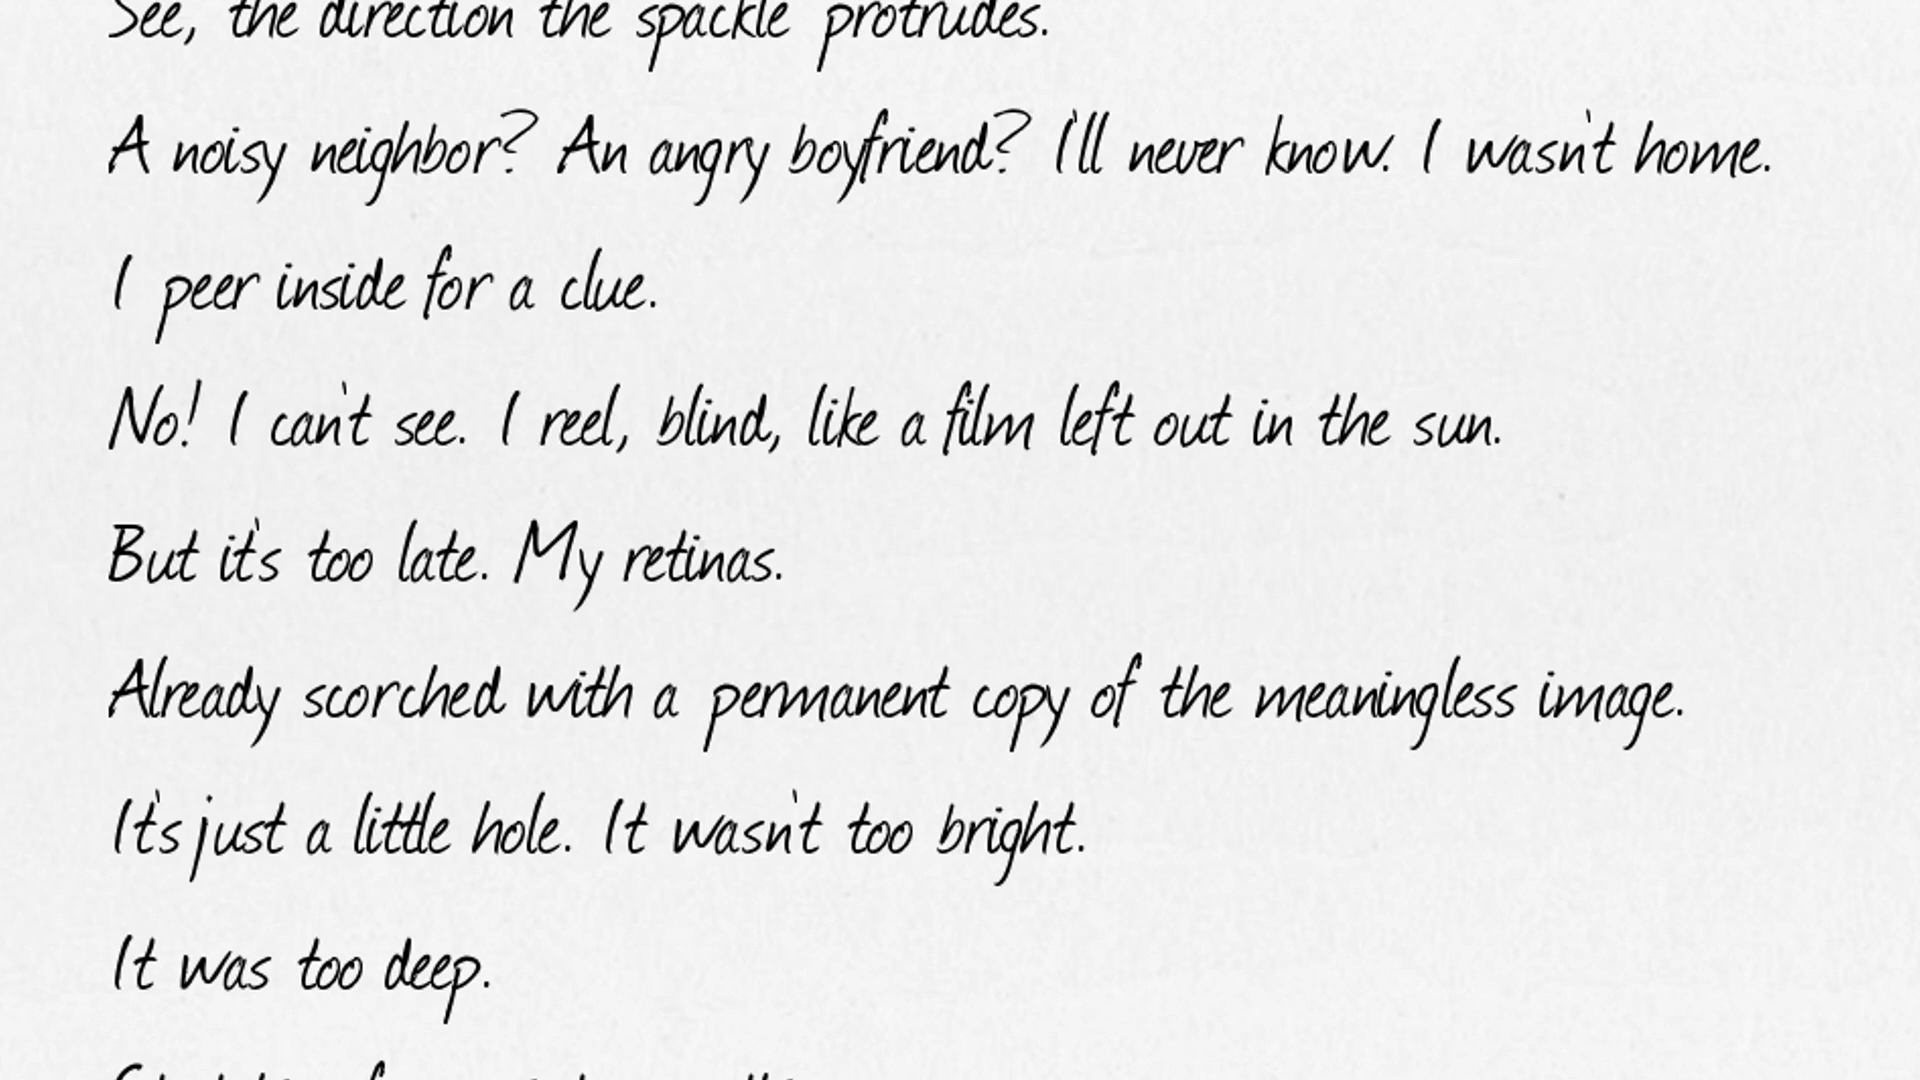 See, the direction the spackle protrudes.
A noisy neighbor? An angry boyfriend? I'll never know. I wasn't home.
I peer inside for a clue.
No! I can't see. I reel, blind, like a film left out in the sun.
But it's too late. My retinas.
Already scorched with a permanent copy of the meaningless image.
It's just a little hole. It wasn't too bright.
It was too deep.